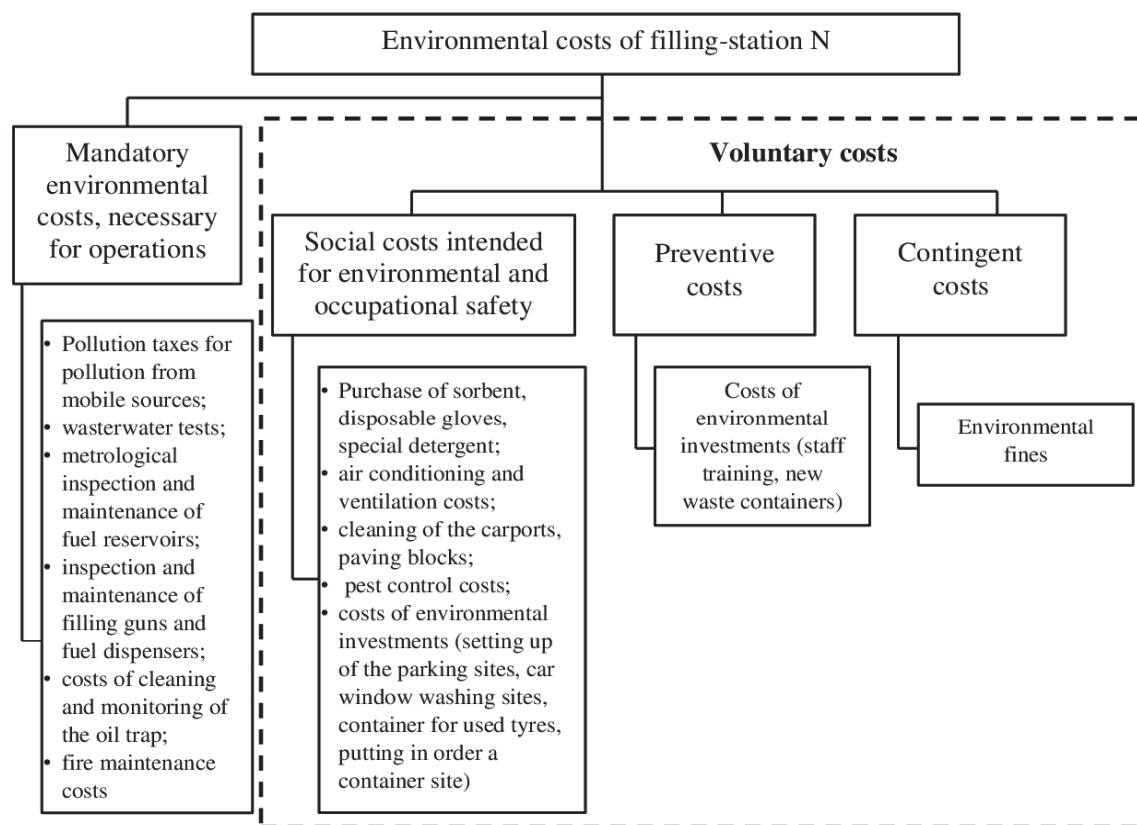 Environmental costs of filling-station N
Mandatory
environmental
costs, necessary
for operations
• Pollution taxes for
pollution from
mobile sources;
• wasterwater tests;
• metrological
inspection and
maintenance of
fuel reservoirs;
• inspection and
maintenance of
filling guns and
fuel dispensers;
• costs of cleaning
and monitoring of
the oil trap;
• fire maintenance
costs
Voluntary costs
Social costs intended
for environmental and
occupational safety
• Purchase of sorbent,
disposable gloves,
special detergent;
• air conditioning and
ventilation costs;
• cleaning of the carports,
paving blocks;
• pest control costs;
• costs of environmental
investments (setting up
of the parking sites, car
window washing sites,
container for used tyres,
putting in order a
container site)
Preventive
costs
Costs of
environmental
investments (staff
training, new
waste containers)
Contingent
costs
Environmental
fines